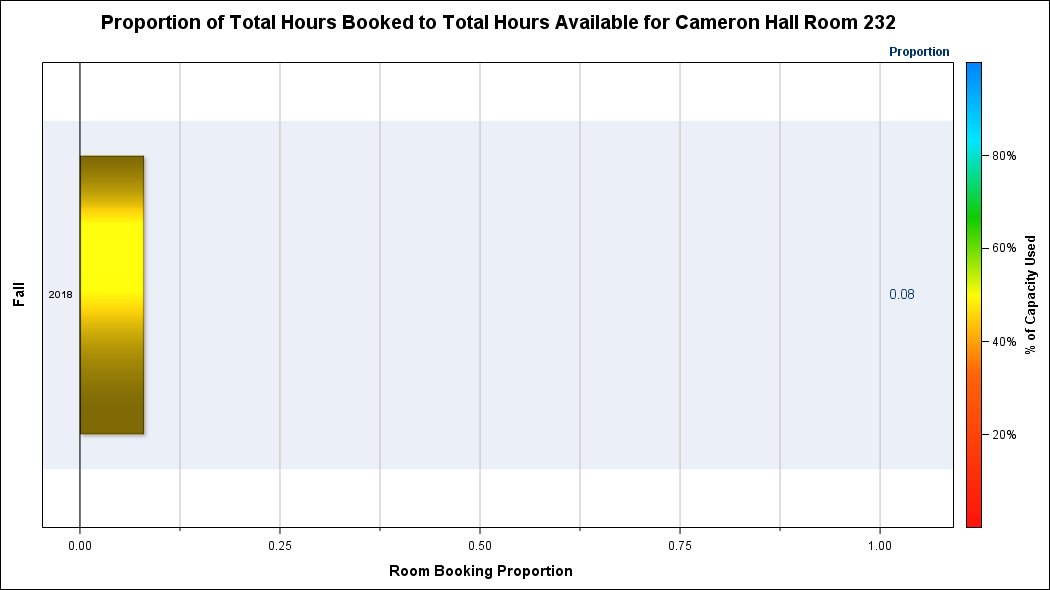 Proportion of Total Hours Booked to Total Hours Available for Cameron Hall Room 232
Proportion
80%
60%
40%
20%
% of Capacity Used
Fall
2018
0.08
0.00 0.25 0.50 0.75 1.00
Room Booking Proportion